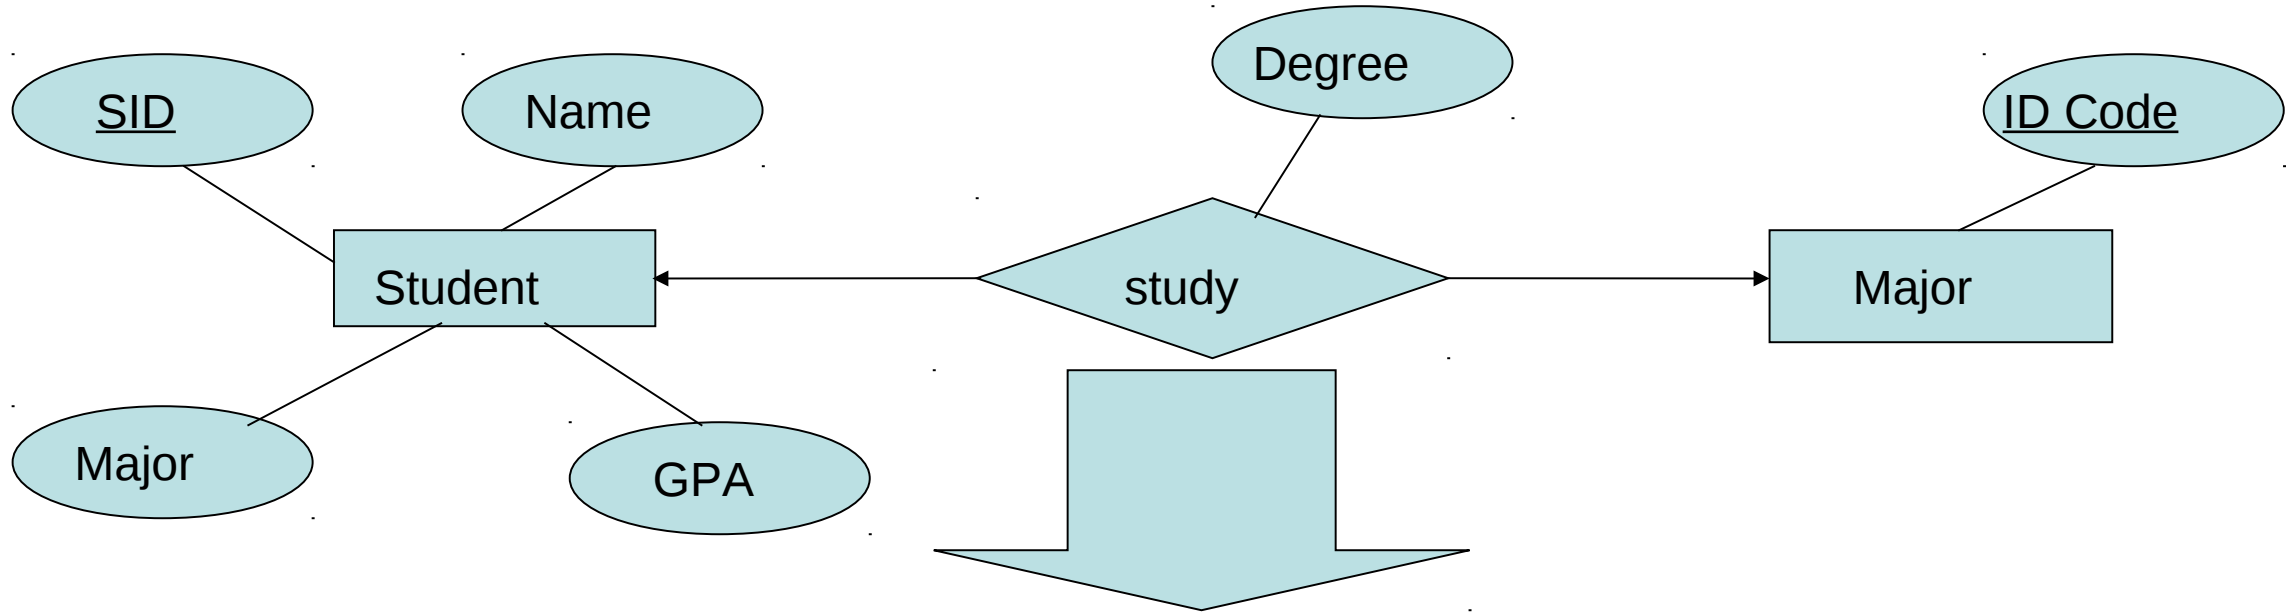 Degree
SID
Name
ID Code
Student
study
Major
Major
GPA